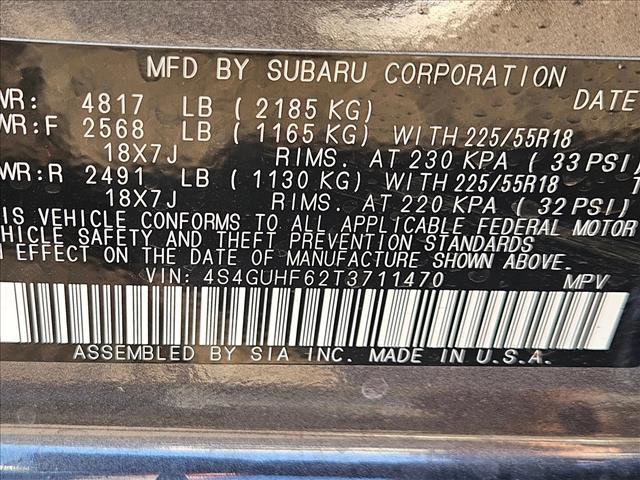 MFD BY SUBARU CORPORATION
WR: 4817 LB ( 2185 KG) DATE
WR:F 2568 LB ( 1165 KG) WITH 225/55R18
18X7J RIMS. AT 230 KPA ( 33 PSI)
WR:R 2491 LB ( 1130 KG) WITH 225/55R18
18X7J RIMS. AT 220 KPA ( 32 PSI)
IS VEHICLE CONFORMS TO ALL APPLICABLE FEDERAL MOTOR
VEHICLE SAFETY AND THEFT PREVENTION STANDARDS
N EFFECT ON THE DATE OF MANUFACTURE SHOWN ABOVE.
VIN: 4S4GUHF62T3711470 MPV
ASSEMBLED BY SIA INC. MADE IN U.S.A.